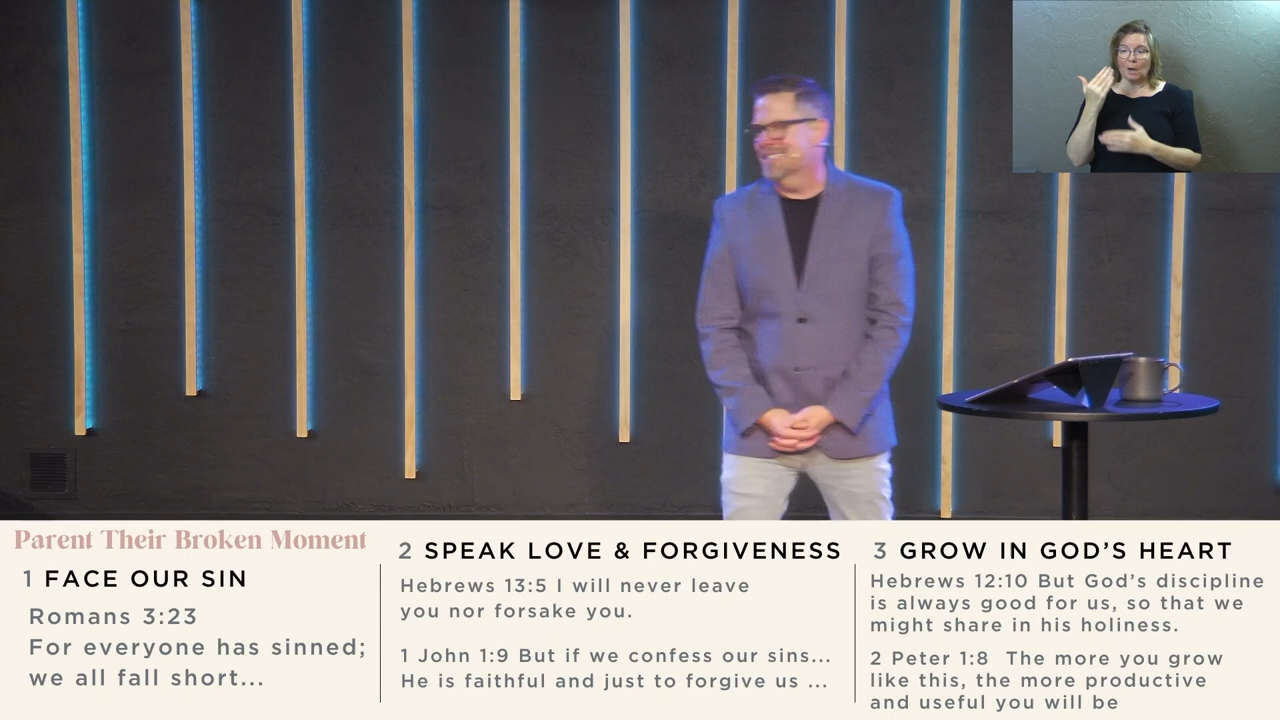 Parent Their Broken Moment
1 FACE OUR SIN
Romans 3:23
For everyone has sinned;
we all fall short...
2 SPEAK LOVE & FORGIVENESS
Hebrews 13:5 I will never leave
you nor forsake you.
1 John 1:9 But if we confess our sins...
He is faithful and just to forgive us ...
3 GROW IN GOD’S HEART
Hebrews 12:10 But God’s discipline
is always good for us, so that we
might share in his holiness.
2 Peter 1:8  The more you grow
like this, the more productive
and useful you will be